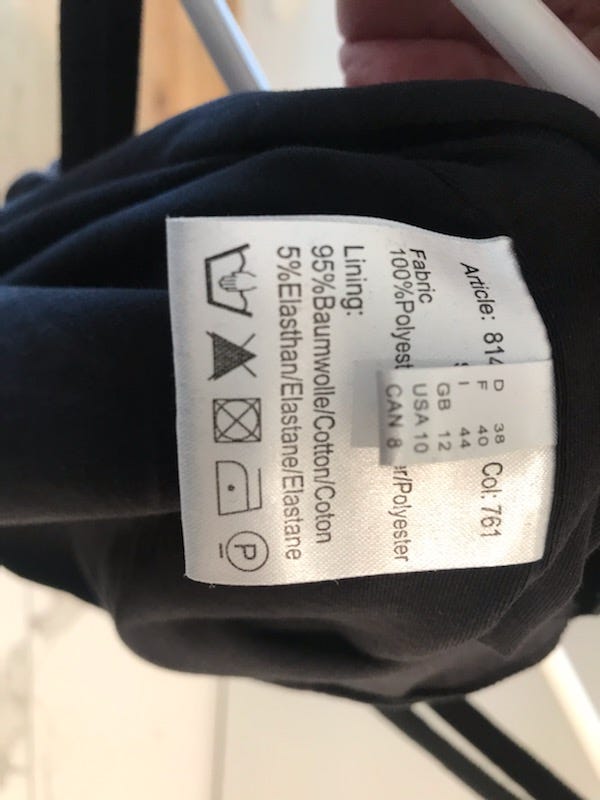 Article: 814
Col: 761
D 38
F 40
I 44
GB 12
USA 10
CAN 8
Fabric
100%Polyest
er/Polyester
Lining:
95%Baumwolle/Cotton/Coton
5%Elasthan/Elastane/Elastane
P